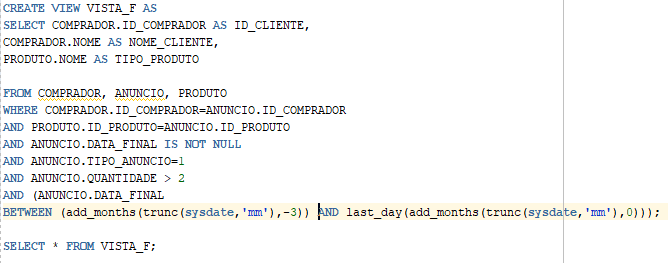 CREATE VIEW VISTA_F AS
SELECT COMPRADOR.ID_COMPRADOR AS ID_CLIENTE,
COMPRADOR.NOME AS NOME_CLIENTE,
PRODUTO.NOME AS TIPO_PRODUTO
FROM COMPRADOR, ANUNCIO, PRODUTO
WHERE COMPRADOR.ID_COMPRADOR=ANUNCIO.ID_COMPRADOR
AND PRODUTO.ID_PRODUTO=ANUNCIO.ID_PRODUTO
AND ANUNCIO.DATA_FINAL IS NOT NULL
AND ANUNCIO.TIPO_ANUNCIO=1
AND ANUNCIO.QUANTIDADE > 2
AND (ANUNCIO.DATA_FINAL
BETWEEN (add_months(trunc(sysdate,'mm'),-3)) AND last_day(add_months(trunc(sysdate,'mm'),0)));
SELECT * FROM VISTA_F;